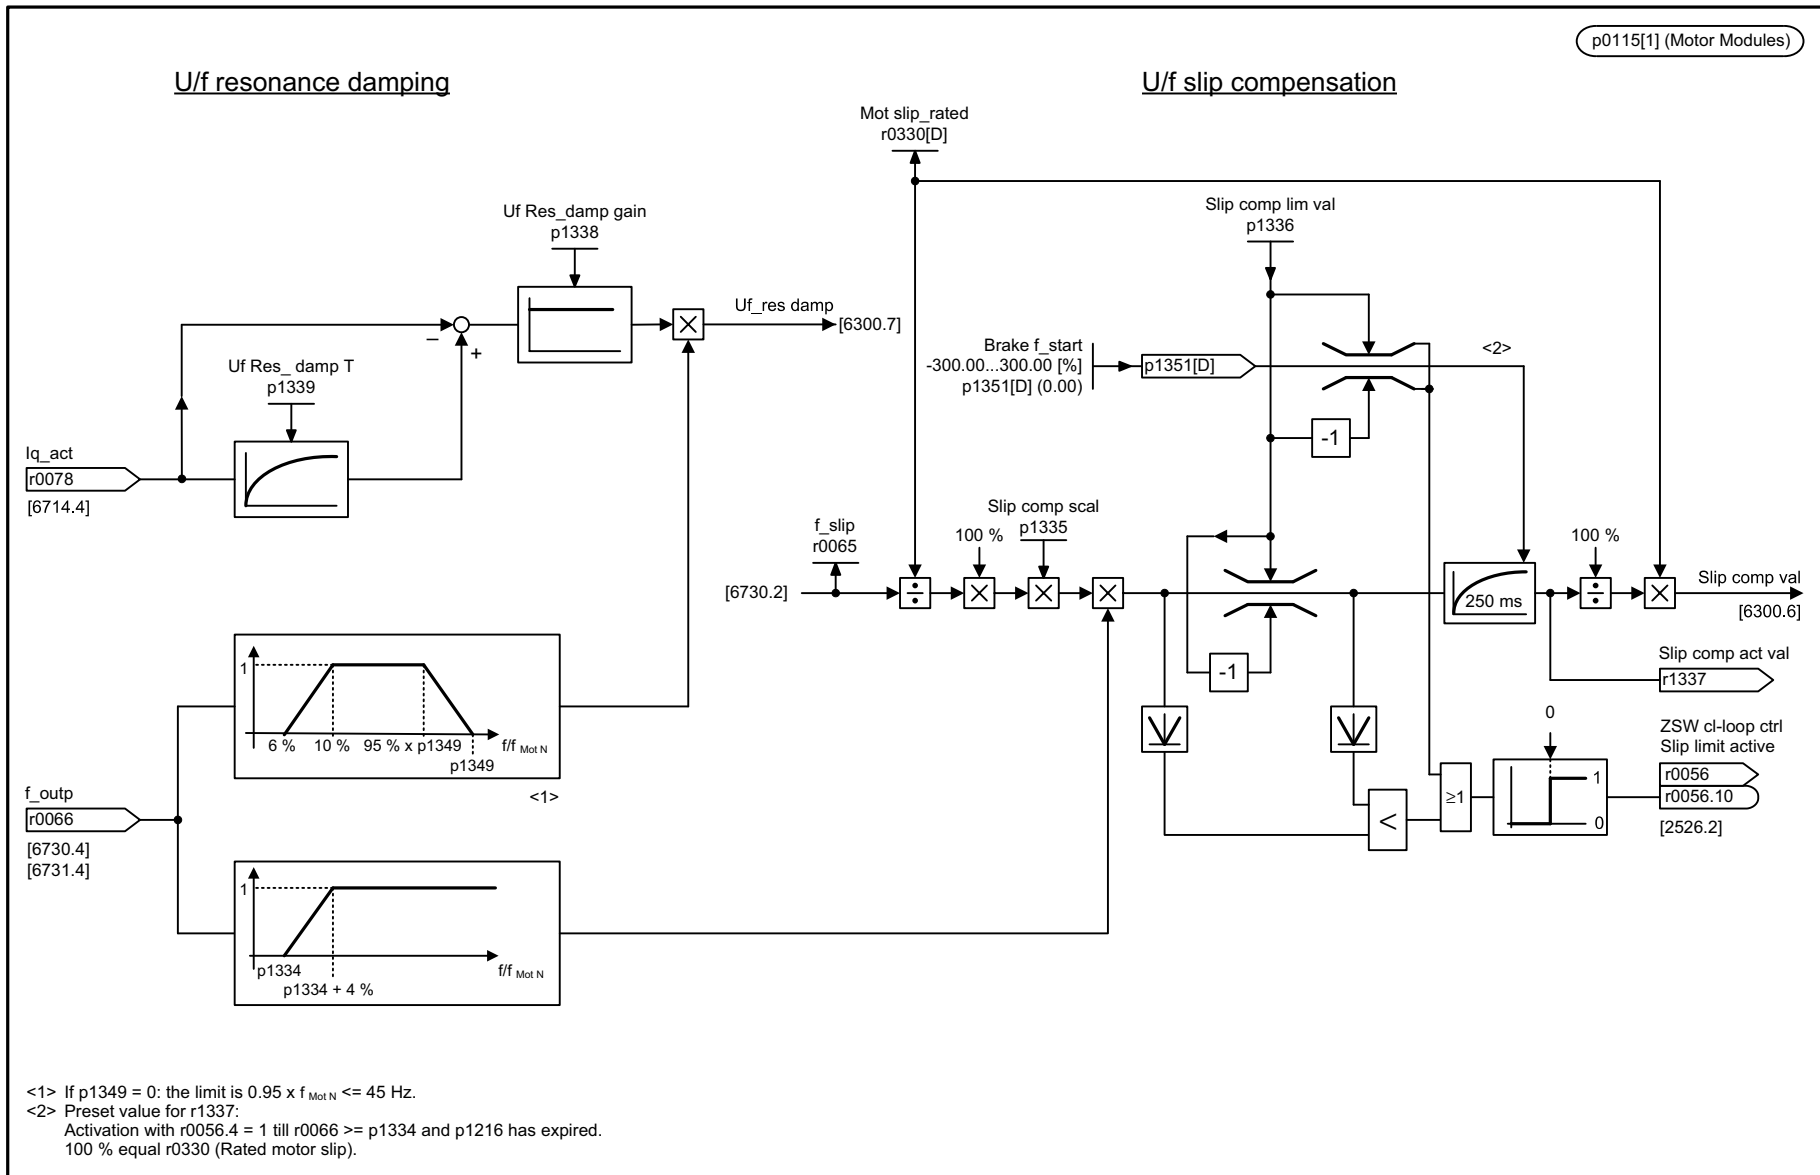 p0115[1] (Motor Modules)
U/f resonance damping
U/f slip compensation
Mot slip_rated
r0330[D]
Uf Res_damp gain
p1338
Slip comp lim val
p1336
Uf_res damp
[6300.7]
–
+
Uf Res_ damp T
p1339
Brake f_start
-300.00...300.00 [%]
p1351[D] (0.00)
p1351[D]
<2>
-1
Iq_act
r0078
[6714.4]
f_slip
r0065
100 %
Slip comp scal
p1335
100 %
[6730.2]
÷
250 ms
÷
Slip comp val
[6300.6]
-1
Slip comp act val
r1337
1
6 %
10 %
95 % x p1349
f/f Mot N
p1349
<1>
0
ZSW cl-loop ctrl
Slip limit active
r0056
r0056.10
[2526.2]
<
≥1
1
0
f_outp
r0066
[6730.4]
[6731.4]
1
p1334
p1334 + 4 %
f/f Mot N
<1> If p1349 = 0: the limit is 0.95 x f Mot N <= 45 Hz.
<2> Preset value for r1337:
Activation with r0056.4 = 1 till r0066 >= p1334 and p1216 has expired.
100 % equal r0330 (Rated motor slip).